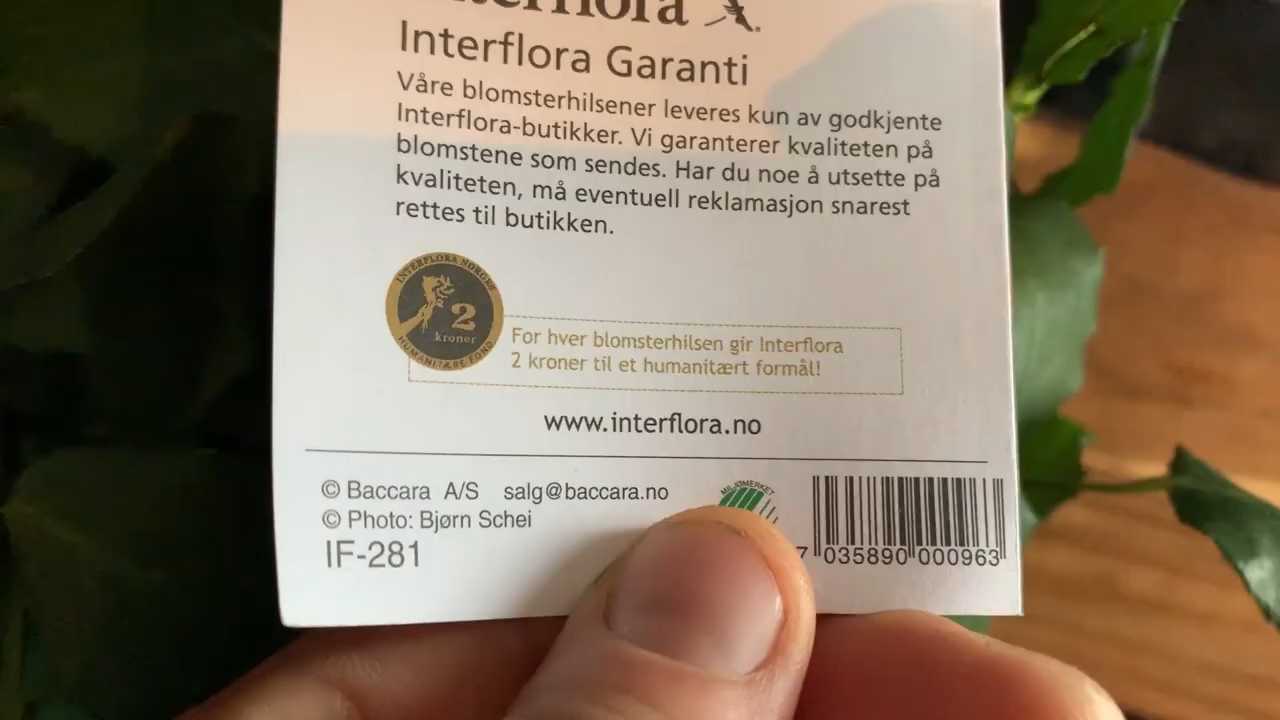 Interflora
Interflora Garanti
Våre blomsterhilsener leveres kun av godkjente
Interflora-butikker. Vi garanterer kvaliteten på
blomstene som sendes. Har du noe å utsette på
kvaliteten, må eventuell reklamasjon snarest
rettes til butikken.
INTERFLORA NORGES
2
kroner
HUMANITÆRE FOND
For hver blomsterhilsen gir Interflora
2 kroner til et humanitært formål!
www.interflora.no
© Baccara A/S salg@baccara.no
© Photo: Bjørn Schei
IF-281
MILJØMERKET
7 035890 000963